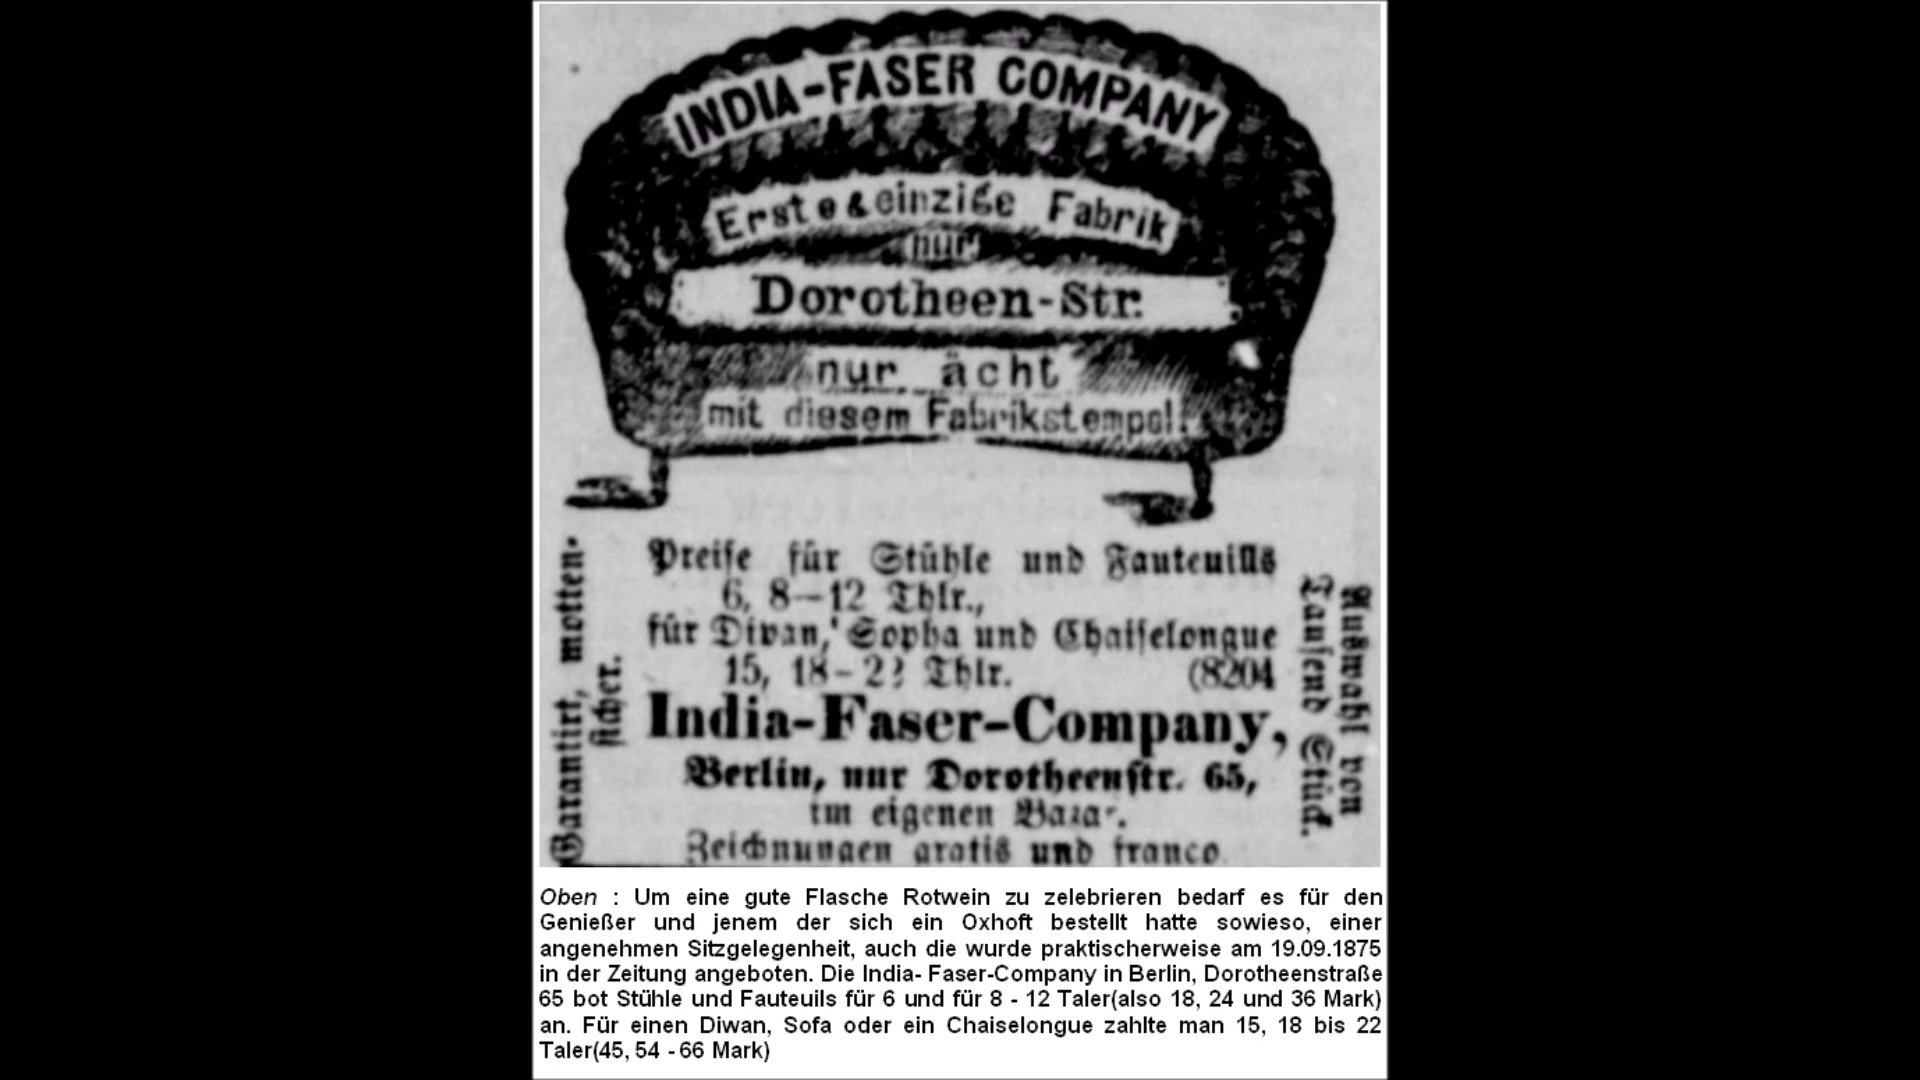 INDIA-FASER COMPANY
Erste & einzige Fabrik
nur
Dorotheen-Str.
nur ächt
mit diesem Fabrikstempel.
Garantirt, motten-
sicher.
Preise für Stühle und Fauteuills
6, 8—12 Thlr.,
für Divan, Sopha und Chaiselongue
15, 18-22 Thlr. (8204
India-Faser-Company,
Berlin, nur Dorotheenstr. 65,
im eigenen Bazar.
Zeichnungen gratis und franco.
Auswahl von
Tausend Stück.
Oben : Um eine gute Flasche Rotwein zu zelebrieren bedarf es für den
Genießer und jenem der sich ein Oxhoft bestellt hatte sowieso, einer
angenehmen Sitzgelegenheit, auch die wurde praktischerweise am 19.09.1875
in der Zeitung angeboten. Die India- Faser-Company in Berlin, Dorotheenstraße
65 bot Stühle und Fauteuils für 6 und für 8 - 12 Taler(also 18, 24 und 36 Mark)
an. Für einen Diwan, Sofa oder ein Chaiselongue zahlte man 15, 18 bis 22
Taler(45, 54 - 66 Mark)